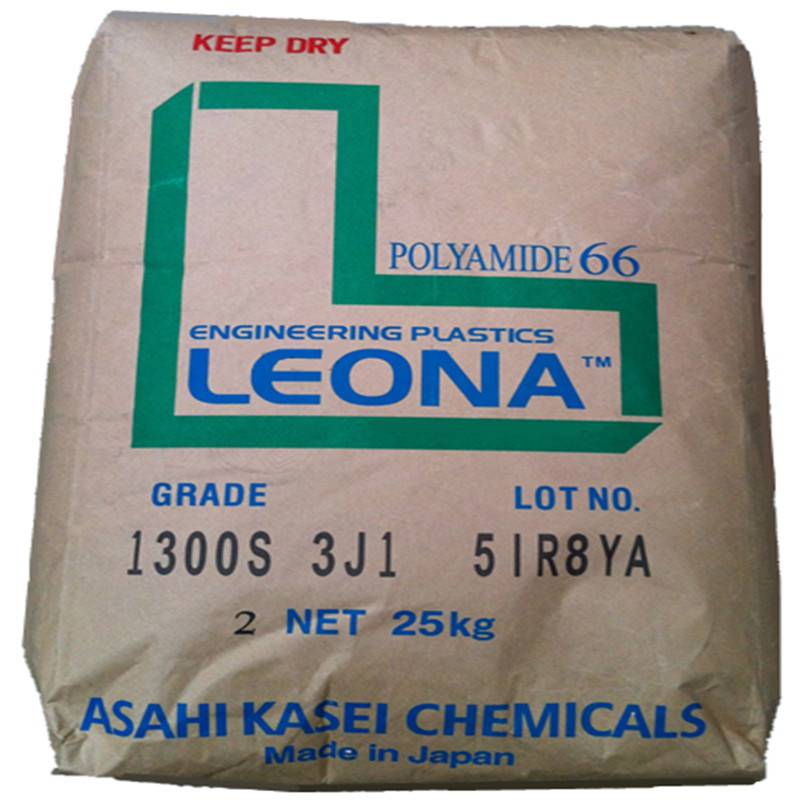 KEEP DRY
POLYAMIDE 66
ENGINEERING PLASTICS
LEONA™
GRADE LOT NO.
1300S 3J1 5IR8YA
2 NET 25kg
ASAHI KASEI CHEMICALS
Made in Japan